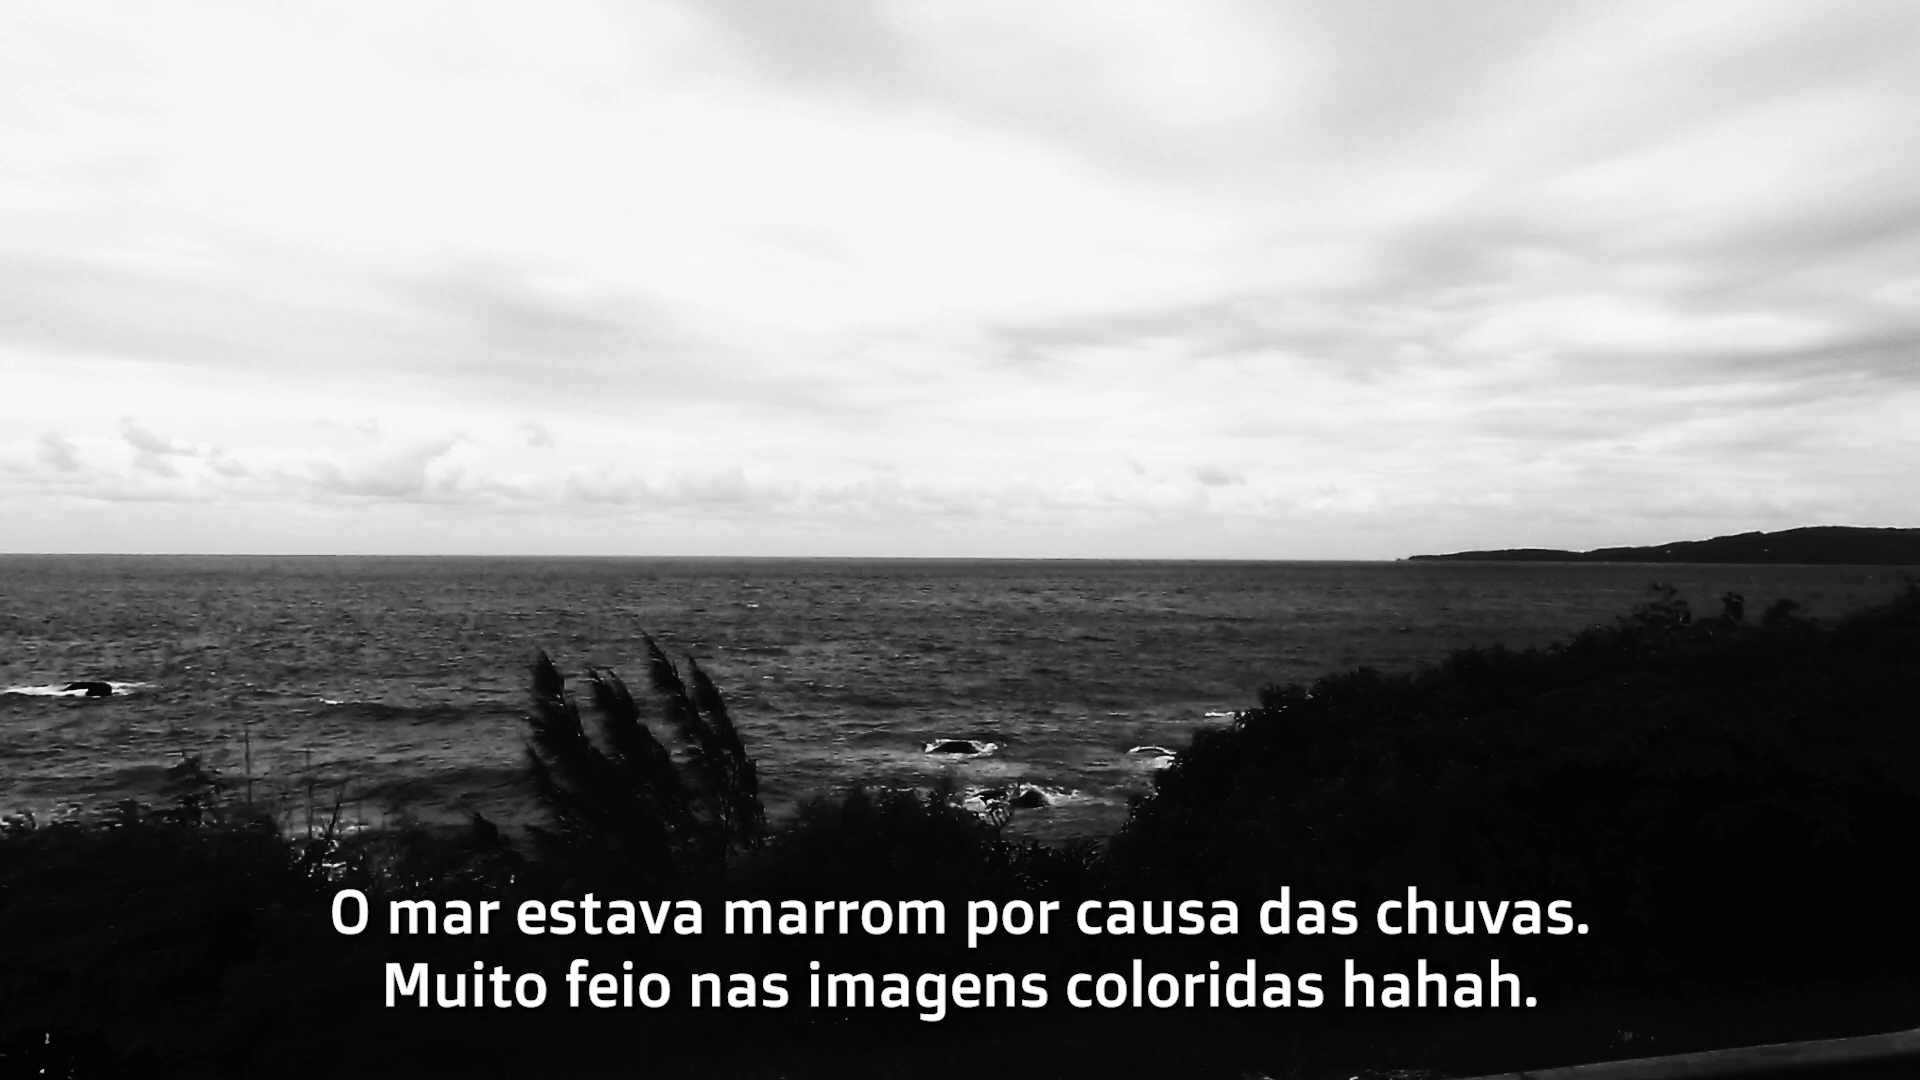 O mar estava marrom por causa das chuvas.
Muito feio nas imagens coloridas hahah.